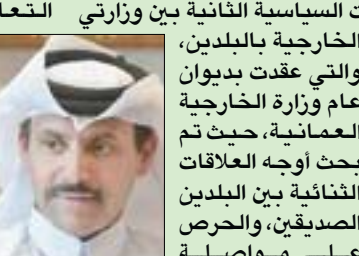 ت السياسية الثانية بين وزارتي التعا
الخارجية بالبلدين،
والتي عقدت بديوان
عام وزارة الخارجية
العمانية، حيث تم
بحث أوجه العلاقات
الثنائية بين البلدين
الصديقين، والحرص
على مواصلة